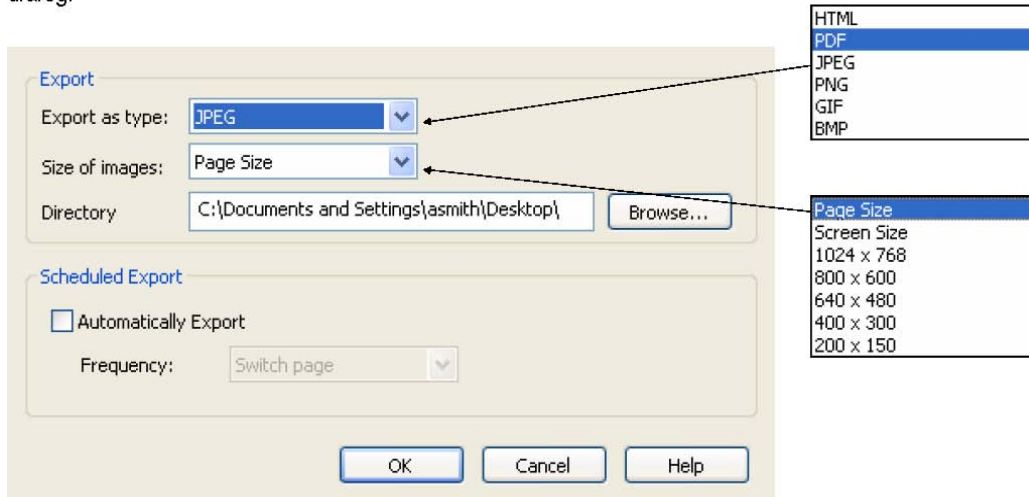 dialog.
Export
Export as type: JPEG
Size of images: Page Size
Directory C:\Documents and Settings\asmith\Desktop\ Browse...
Scheduled Export
Automatically Export
Frequency: Switch page
OK Cancel Help
HTML
PDF
JPEG
PNG
GIF
BMP
Page Size
Screen Size
1024 x 768
800 x 600
640 x 480
400 x 300
200 x 150